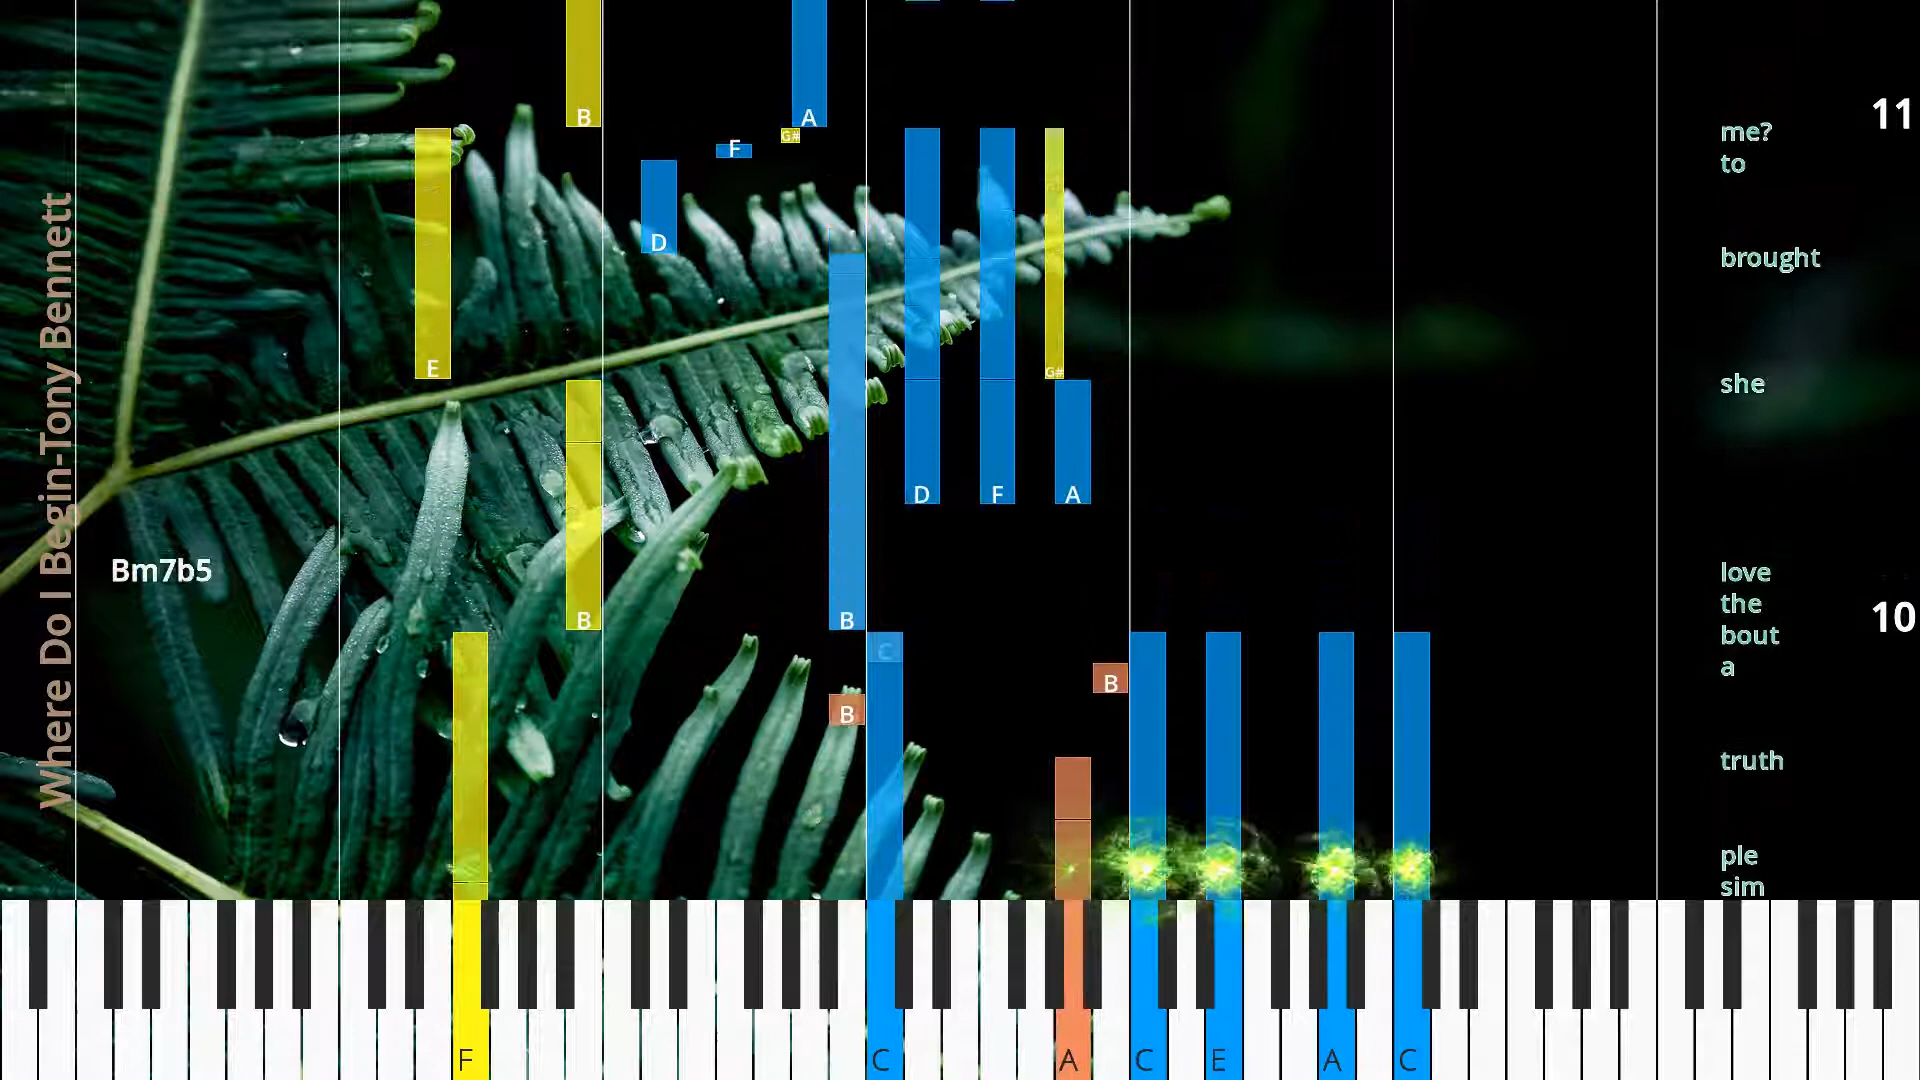 Where Do I Begin-Tony Bennett
B
A
11
me?
G#
F
to
D
brought
E
G#
she
D
F
A
Bm7b5
love
the
B
B
10
bout
C
a
B
B
truth
ple
sim
F
C
A
C
E
A
C